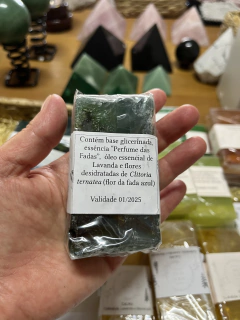 Contém base glicerinada,
essência "Perfume das
Fadas", óleo essencial de
Lavanda e flores
desidratadas de Clitoria
ternatea (flor da fada azul)
Validade 01/2025